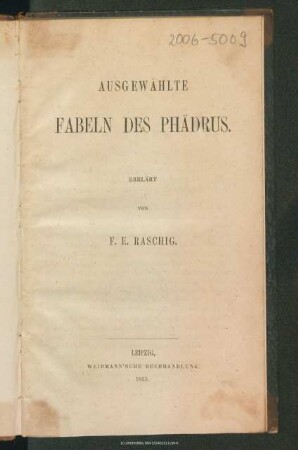 2006-5009
AUSGEWÄHLTE
FABELN DES PHÄDRUS.
ERKLÄRT
VON
F. E. RASCHIG.
LEIPZIG,
WEIDMANN'SCHE BUCHHANDLUNG.